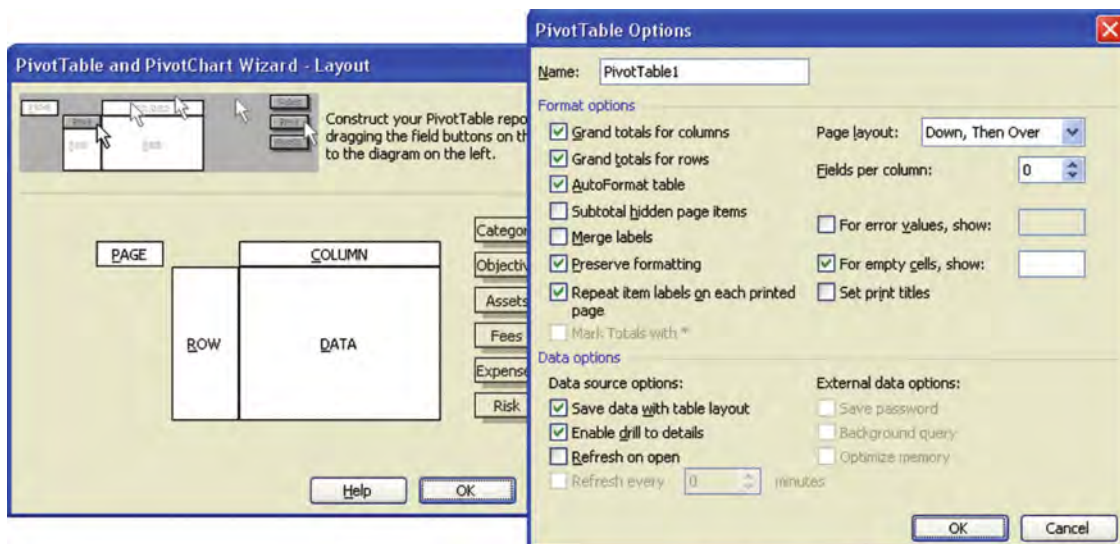 PivotTable and PivotChart Wizard - Layout
Construct your PivotTable repo
dragging the field buttons on th
to the diagram on the left.
PAGE
COLUMN
ROW
DATA
Categor
Objectiv
Assets
Fees
Expense
Risk
Help
OK
PivotTable Options
Name:
PivotTable1
Format options
Grand totals for columns
Grand totals for rows
AutoFormat table
Subtotal hidden page items
Merge labels
Preserve formatting
Repeat item labels on each printed
page
Mark Totals with *
Page layout:
Down, Then Over
Fields per column:
0
For error values, show:
For empty cells, show:
Set print titles
Data options
Data source options:
Save data with table layout
Enable drill to details
Refresh on open
Refresh every
0
minutes
External data options:
Save password
Background query
Optimize memory
OK
Cancel